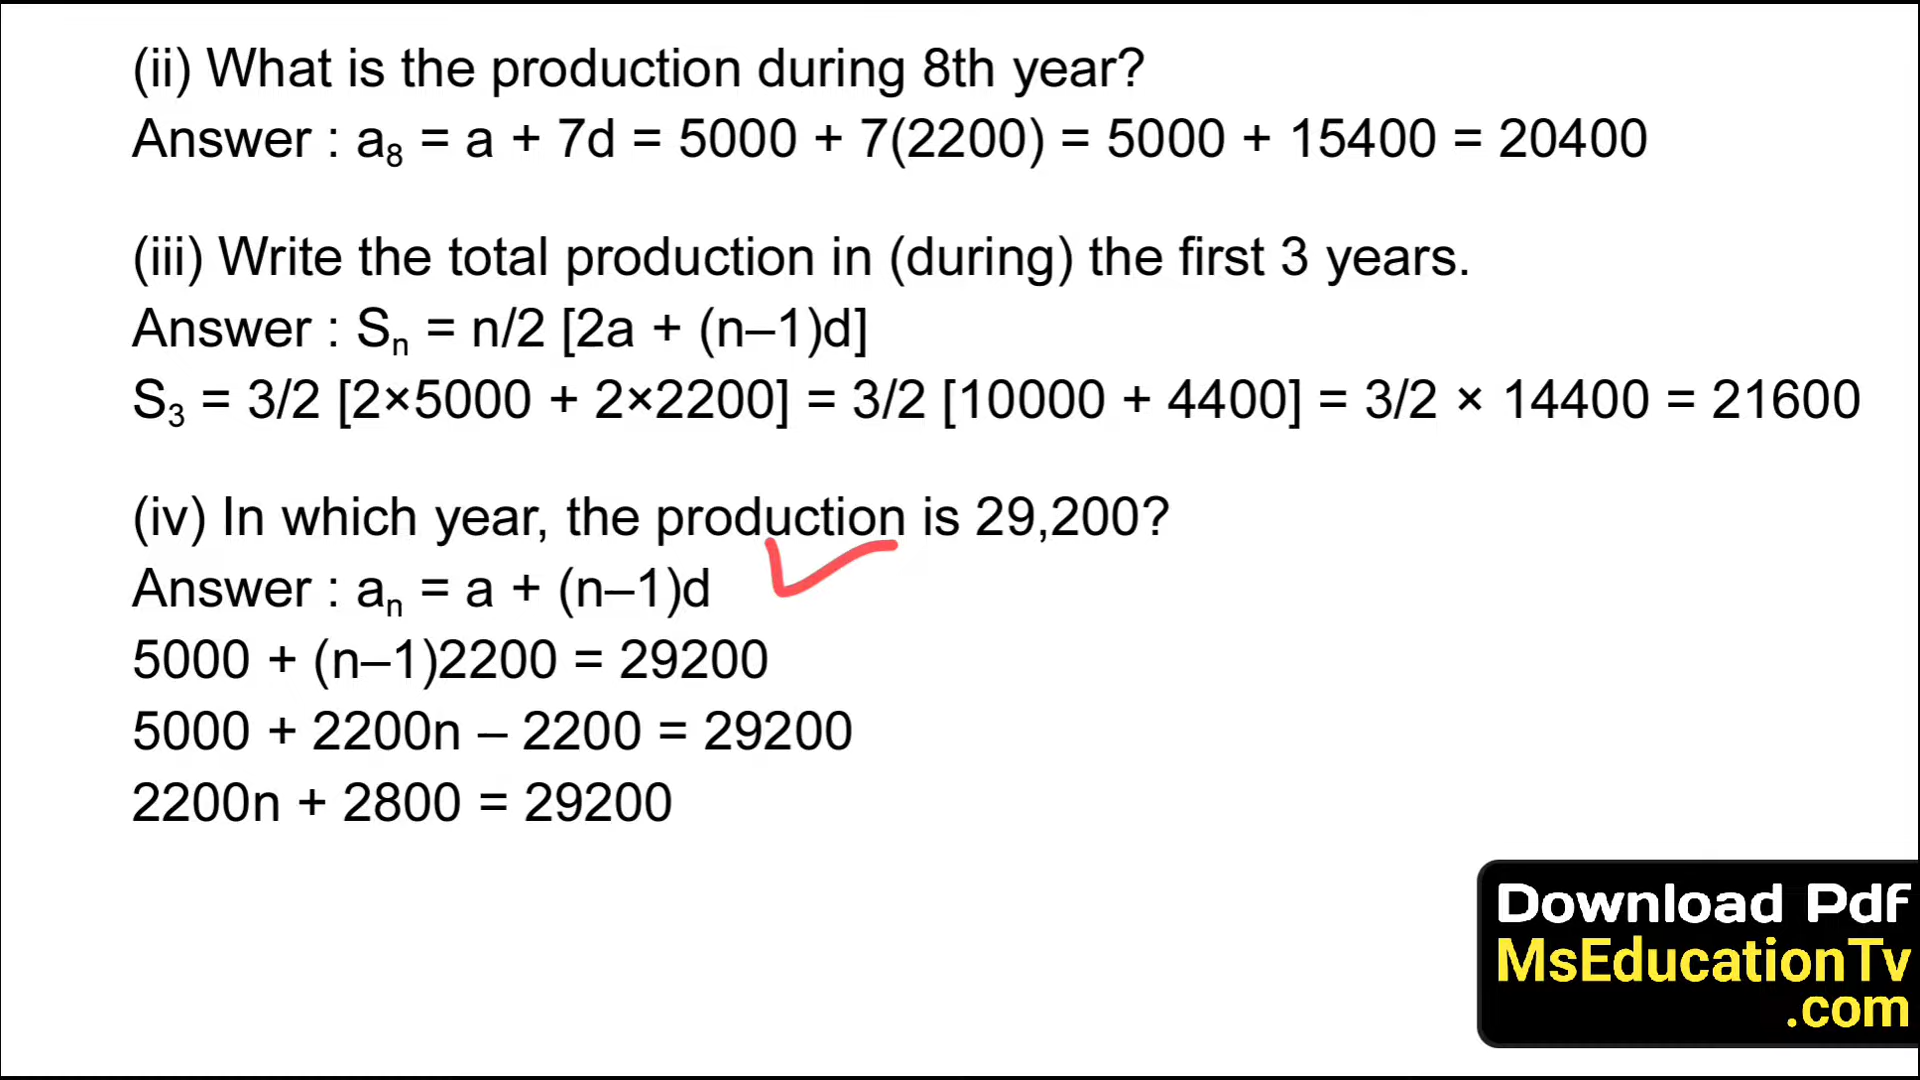 (ii) What is the production during 8th year?
Answer : a₈ = a + 7d = 5000 + 7(2200) = 5000 + 15400 = 20400
(iii) Write the total production in (during) the first 3 years.
Answer : Sₙ = n/2 [2a + (n–1)d]
S₃ = 3/2 [2×5000 + 2×2200] = 3/2 [10000 + 4400] = 3/2 × 14400 = 21600
(iv) In which year, the production is 29,200?
Answer : aₙ = a + (n–1)d
5000 + (n–1)2200 = 29200
5000 + 2200n – 2200 = 29200
2200n + 2800 = 29200
Download Pdf
MsEducationTv
.com